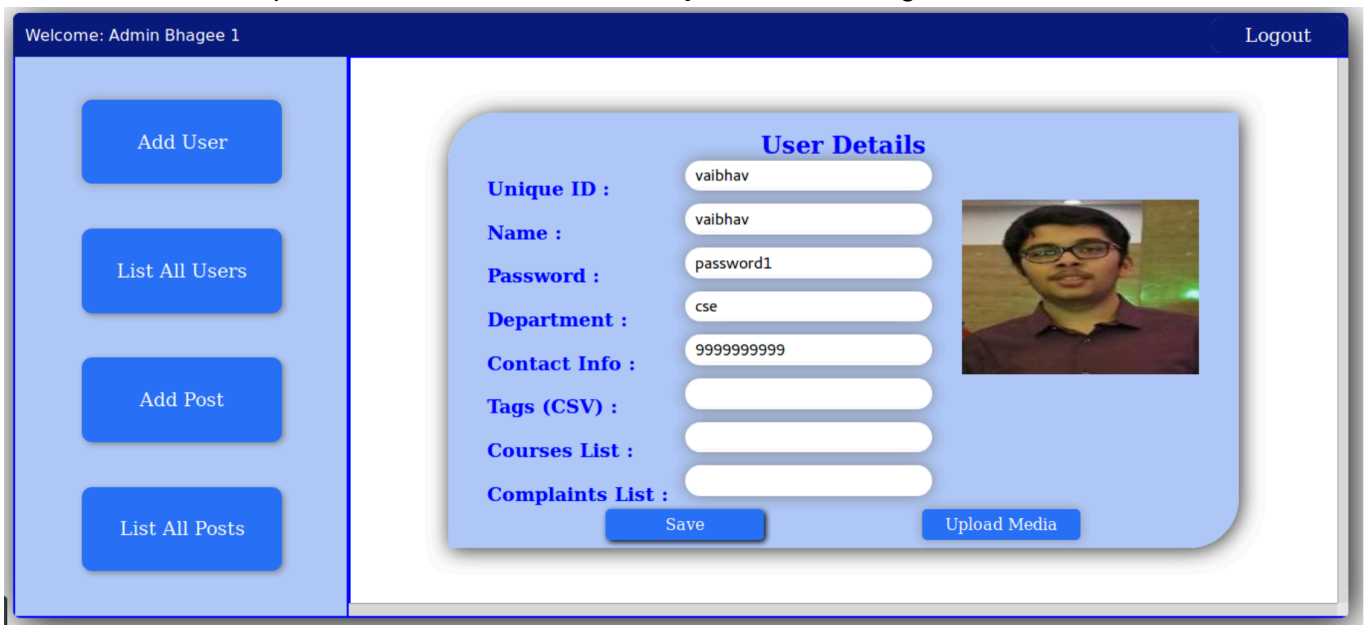 Welcome: Admin Bhagee 1
Logout
Add User
List All Users
Add Post
List All Posts
User Details
Unique ID : vaibhav
Name : vaibhav
Password : password1
Department : cse
Contact Info : 9999999999
Tags (CSV) :
Courses List :
Complaints List :
Save
Upload Media